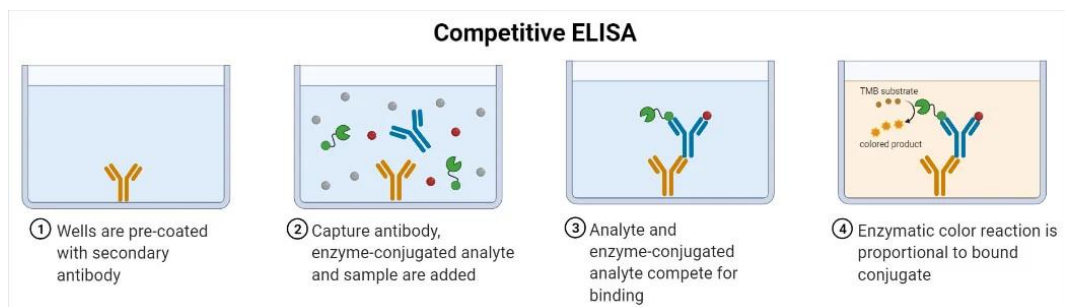 Competitive ELISA
TMB substrate
colored product
1 Wells are pre-coated
with secondary
antibody
2 Capture antibody,
enzyme-conjugated analyte
and sample are added
3 Analyte and
enzyme-conjugated
analyte compete for
binding
4 Enzymatic color reaction is
proportional to bound
conjugate